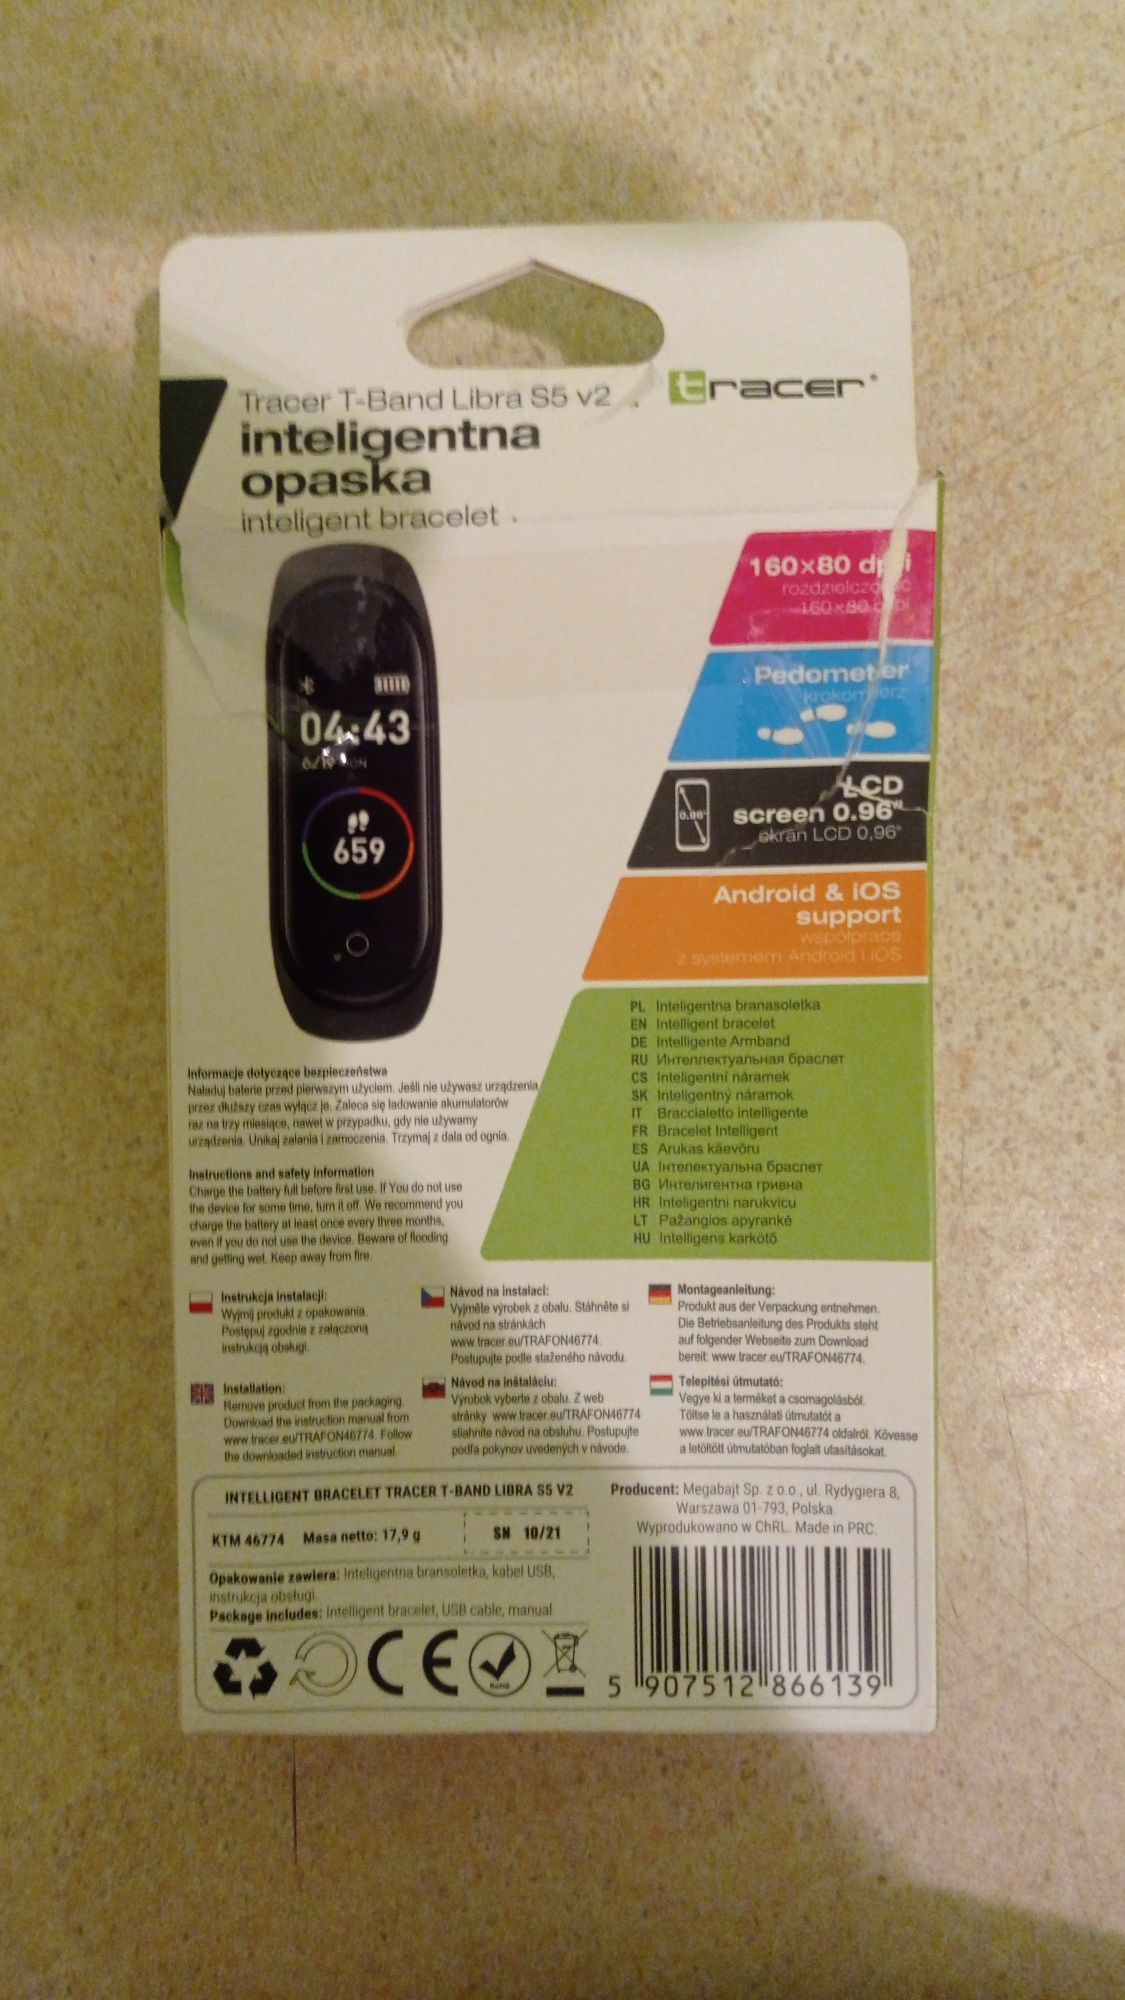 Tracer T-Band Libra S5 v2
tracer
inteligentna
opaska
inteligent bracelet
160×80 dpi
rozdzielczość
160×80 dpi
Pedometer
krokomierz
LCD
screen 0.96"
0.96"
ekran LCD 0,96"
Android & iOS
support
współpraca
z systemem Android i iOS
04:43
659
PL Inteligentna branasoletka
EN Intelligent bracelet
DE Intelligente Armband
RU Интеллектуальная браслет
CS Inteligentní náramek
SK Inteligentný náramok
IT Braccialetto intelligente
FR Bracelet Intelligent
ES Arukas käevõru
UA Інтелектуальна браслет
BG Интелигентна гривна
HR Inteligentni narukvicu
LT Pažangios apyrankė
HU Intelligens karkötő
Informacje dotyczące bezpieczeństwa
Naładuj baterie przed pierwszym użyciem. Jeśli nie używasz urządzenia
przez dłuższy czas wyłącz je. Zaleca się ładowanie akumulatorów
raz na trzy miesiące, nawet w przypadku, gdy nie używamy
urządzenia. Unikaj zalania i zamoczenia. Trzymaj z dala od ognia.
Instructions and safety information
Charge the battery full before first use. If You do not use
the device for some time, turn it off. We recommend you
charge the battery at least once every three months,
even if you do not use the device. Beware of flooding
and getting wet. Keep away from fire.
Instrukcja instalacji:
Wyjmij produkt z opakowania.
Postępuj zgodnie z załączoną
instrukcją obsługi.
Návod na instalaci:
Vyjměte výrobek z obalu. Stáhněte si
návod na stránkách
www.tracer.eu/TRAFON46774.
Postupujte podle staženého návodu.
Montageanleitung:
Produkt aus der Verpackung entnehmen.
Die Betriebsanleitung des Produkts steht
auf folgender Webseite zum Download
bereit: www.tracer.eu/TRAFON46774.
Installation:
Remove product from the packaging.
Download the instruction manual from
www.tracer.eu/TRAFON46774. Follow
the downloaded instruction manual.
Návod na inštaláciu:
Výrobok vyberte z obalu. Z web
stránky www.tracer.eu/TRAFON46774
stiahnite návod na obsluhu. Postupujte
podľa pokynov uvedených v návode.
Telepítési útmutató:
Vegye ki a terméket a csomagolásból.
Töltse le a használati útmutatót a
www.tracer.eu/TRAFON46774 oldalról. Kövesse
a letöltött útmutatóban foglalt utasításokat.
INTELLIGENT BRACELET TRACER T-BAND LIBRA S5 V2
KTM 46774 Masa netto: 17,9 g
SN 10/21
Opakowanie zawiera: Inteligentna bransoletka, kabel USB,
instrukcja obsługi.
Package includes: Intelligent bracelet, USB cable, manual.
Producent: Megabajt Sp. z o.o., ul. Rydygiera 8,
Warszawa 01-793, Polska.
Wyprodukowano w ChRL. Made in PRC.
CE
RoHS
5 907512 866139